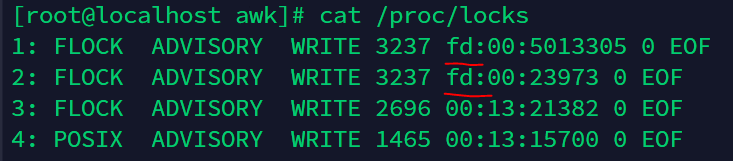 [root@localhost awk]# cat /proc/locks
1: FLOCK  ADVISORY  WRITE 3237 fd:00:5013305 0 EOF
2: FLOCK  ADVISORY  WRITE 3237 fd:00:23973 0 EOF
3: FLOCK  ADVISORY  WRITE 2696 00:13:21382 0 EOF
4: POSIX  ADVISORY  WRITE 1465 00:13:15700 0 EOF